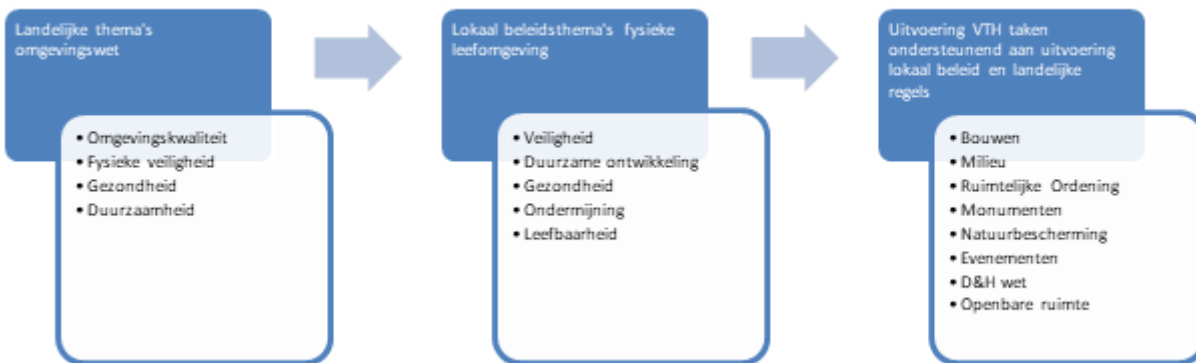 Landelijke thema's
omgevingswet
• Omgevingskwaliteit
• Fysieke veiligheid
• Gezondheid
• Duurzaamheid
Lokaal beleidsthema's fysieke
leefomgeving
• Veiligheid
• Duurzame ontwikkeling
• Gezondheid
• Ondermijning
• Leefbaarheid
Uitvoering VTH taken
ondersteunend aan uitvoering
lokaal beleid en landelijke
regels
• Bouwen
• Milieu
• Ruimtelijke Ordening
• Monumenten
• Natuurbescherming
• Evenementen
• D&H wet
• Openbare ruimte